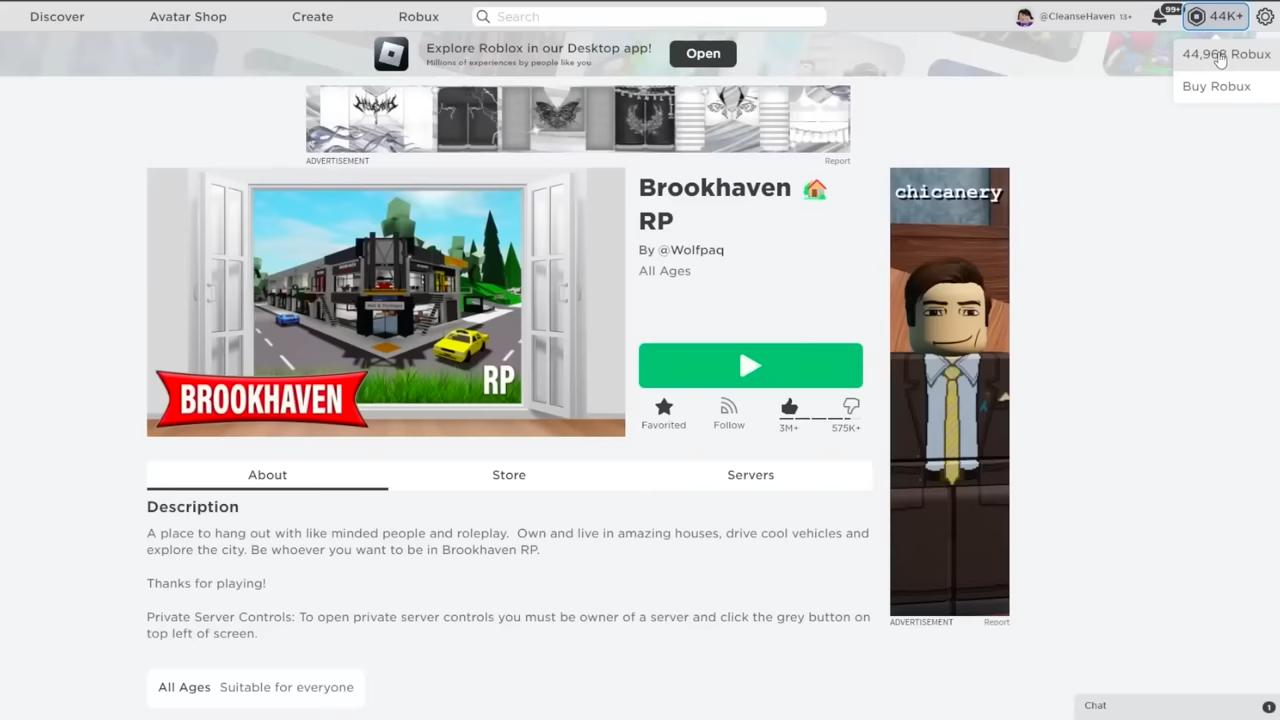 Discover Avatar Shop Create Robux Search @CleanseHaven 13+ 99+ 44K+
Explore Roblox in our Desktop app!
Millions of experiences by people like you
Open
44,968 Robux
Buy Robux
ADVERTISEMENT Report
BROOKHAVEN
RP
Brookhaven
RP
By @Wolfpaq
All Ages
Favorited Follow 3M+ 575K+
chicanery
ADVERTISEMENT Report
About Store Servers
Description
A place to hang out with like minded people and roleplay. Own and live in amazing houses, drive cool vehicles and
explore the city. Be whoever you want to be in Brookhaven RP.
Thanks for playing!
Private Server Controls: To open private server controls you must be owner of a server and click the grey button on
top left of screen.
All Ages Suitable for everyone
Chat 1